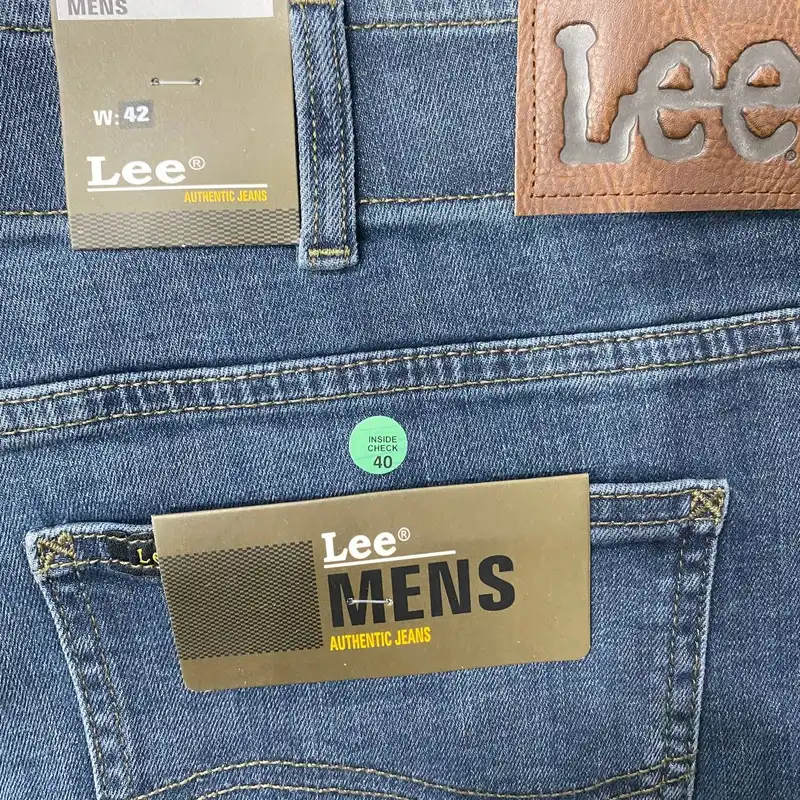 MENS
W: 42
Lee®
AUTHENTIC JEANS
Lee®
INSIDE
CHECK
40
Lee®
MENS
AUTHENTIC JEANS